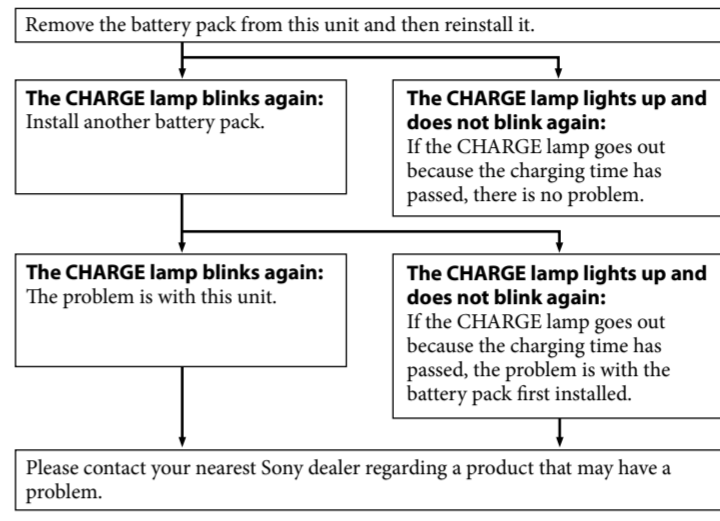 Remove the battery pack from this unit and then reinstall it.
The CHARGE lamp blinks again:
Install another battery pack.
The CHARGE lamp lights up and
does not blink again:
If the CHARGE lamp goes out
because the charging time has
passed, there is no problem.
The CHARGE lamp blinks again:
The problem is with this unit.
The CHARGE lamp lights up and
does not blink again:
If the CHARGE lamp goes out
because the charging time has
passed, the problem is with the
battery pack first installed.
Please contact your nearest Sony dealer regarding a product that may have a
problem.